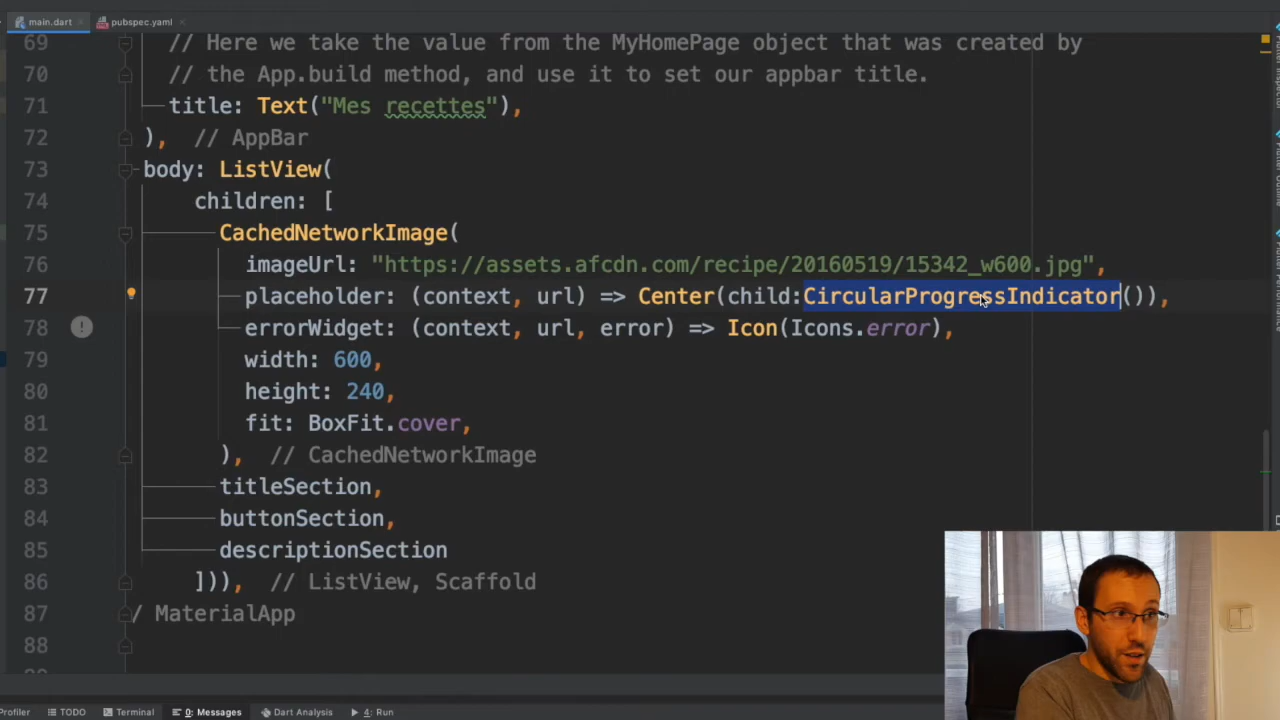 main.dart
pubspec.yaml
69 // Here we take the value from the MyHomePage object that was created by
70 // the App.build method, and use it to set our appbar title.
71 title: Text("Mes recettes"),
72 ), // AppBar
73 body: ListView(
74 children: [
75 CachedNetworkImage(
76 imageUrl: "https://assets.afcdn.com/recipe/20160519/15342_w600.jpg",
77 placeholder: (context, url) => Center(child:CircularProgressIndicator()),
78 errorWidget: (context, url, error) => Icon(Icons.error),
79 width: 600,
80 height: 240,
81 fit: BoxFit.cover,
82 ), // CachedNetworkImage
83 titleSection,
84 buttonSection,
85 descriptionSection
86 ])), // ListView, Scaffold
87 / MaterialApp
88
Profiler TODO Terminal 0: Messages Dart Analysis 4: Run